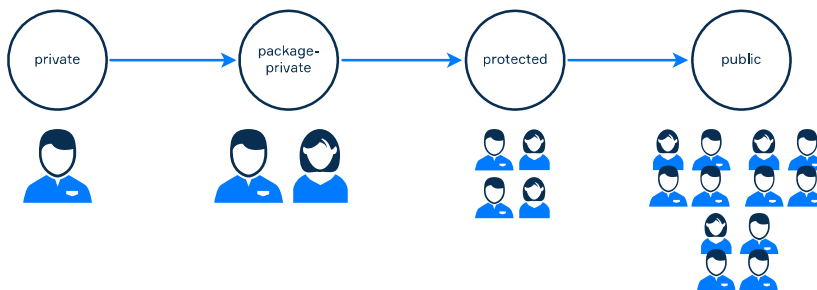 private
package-
private
protected
public